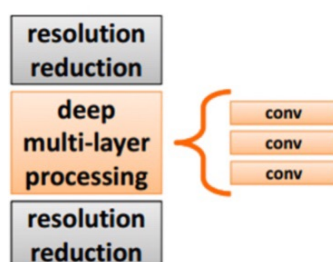 resolution
reduction
deep
multi-layer
processing
conv
conv
conv
resolution
reduction